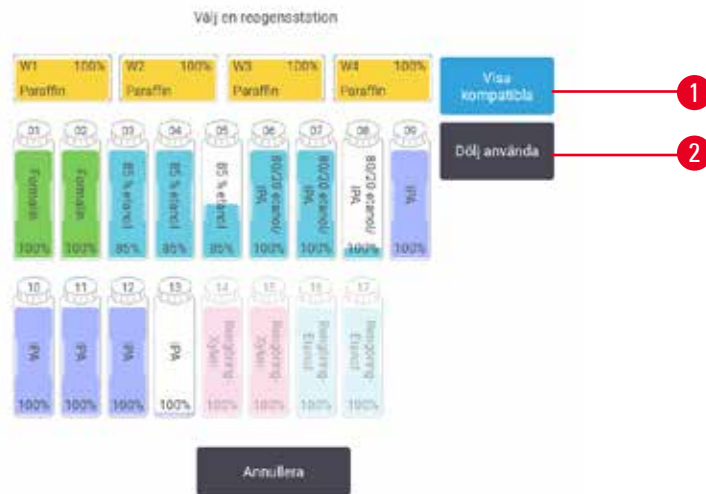 Välj en reagensstation
W1 100% W2 100% W3 100% W4 100%
Paraffin Paraffin Paraffin Paraffin
Visa
kompatibla
1
Dölj använda
2
01 02 03 04 05 06 07 08 09
Formalin
Formalin
85 % etanol
85 % etanol
85 % etanol
80/20 etanol/
IPA
80/20 etanol/
IPA
80/20 etanol/
IPA
IPA
100% 100% 85% 85% 85% 100% 100% 100% 100%
10 11 12 13 14 15 16 17
IPA
IPA
IPA
IPA
Rengöring-
Xylen
Rengöring-
Xylen
Rengöring-
Etanol
Rengöring-
Etanol
100% 100% 100% 100% 100% 100% 100% 100%
Annullera